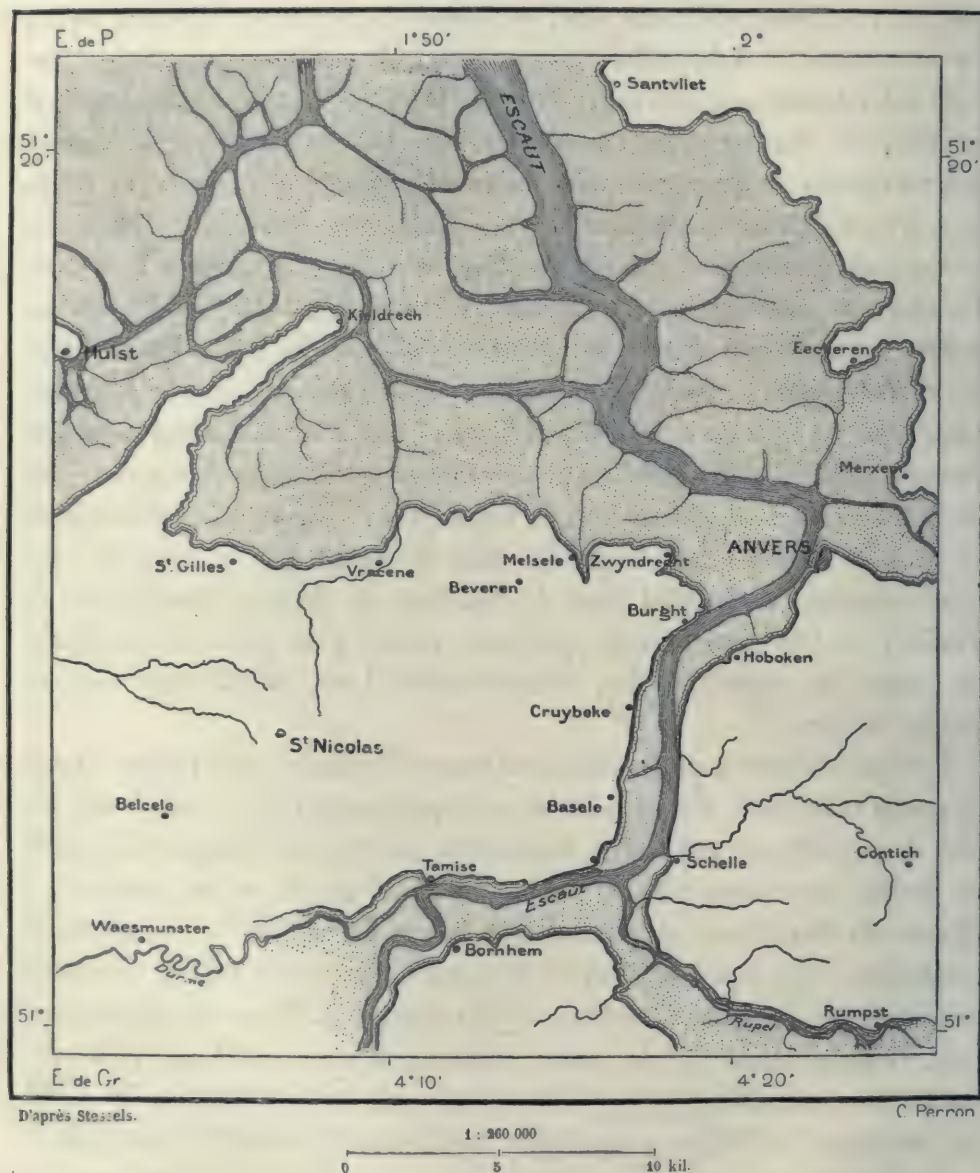 E. de P 1°50' 2°
Santvliet
ESCAUT
51° 20' 51° 20'
Kieldrech
Hulst
Eeckeren
Merxem
ANVERS
St. Gilles
Vracene
Melsele
Zwyndrecht
Beveren
Burght
Hoboken
Cruybeke
St Nicolas
Basele
Belcele
Tamise
Schelle
Contich
Escaut
Waesmunster
Durme
Bornhem
Rumpst
Rupel
51° 51°
E. de Gr 4°10' 4°20'
D'après Stessels. C. Perron
1 : 260 000
0 5 10 kil.